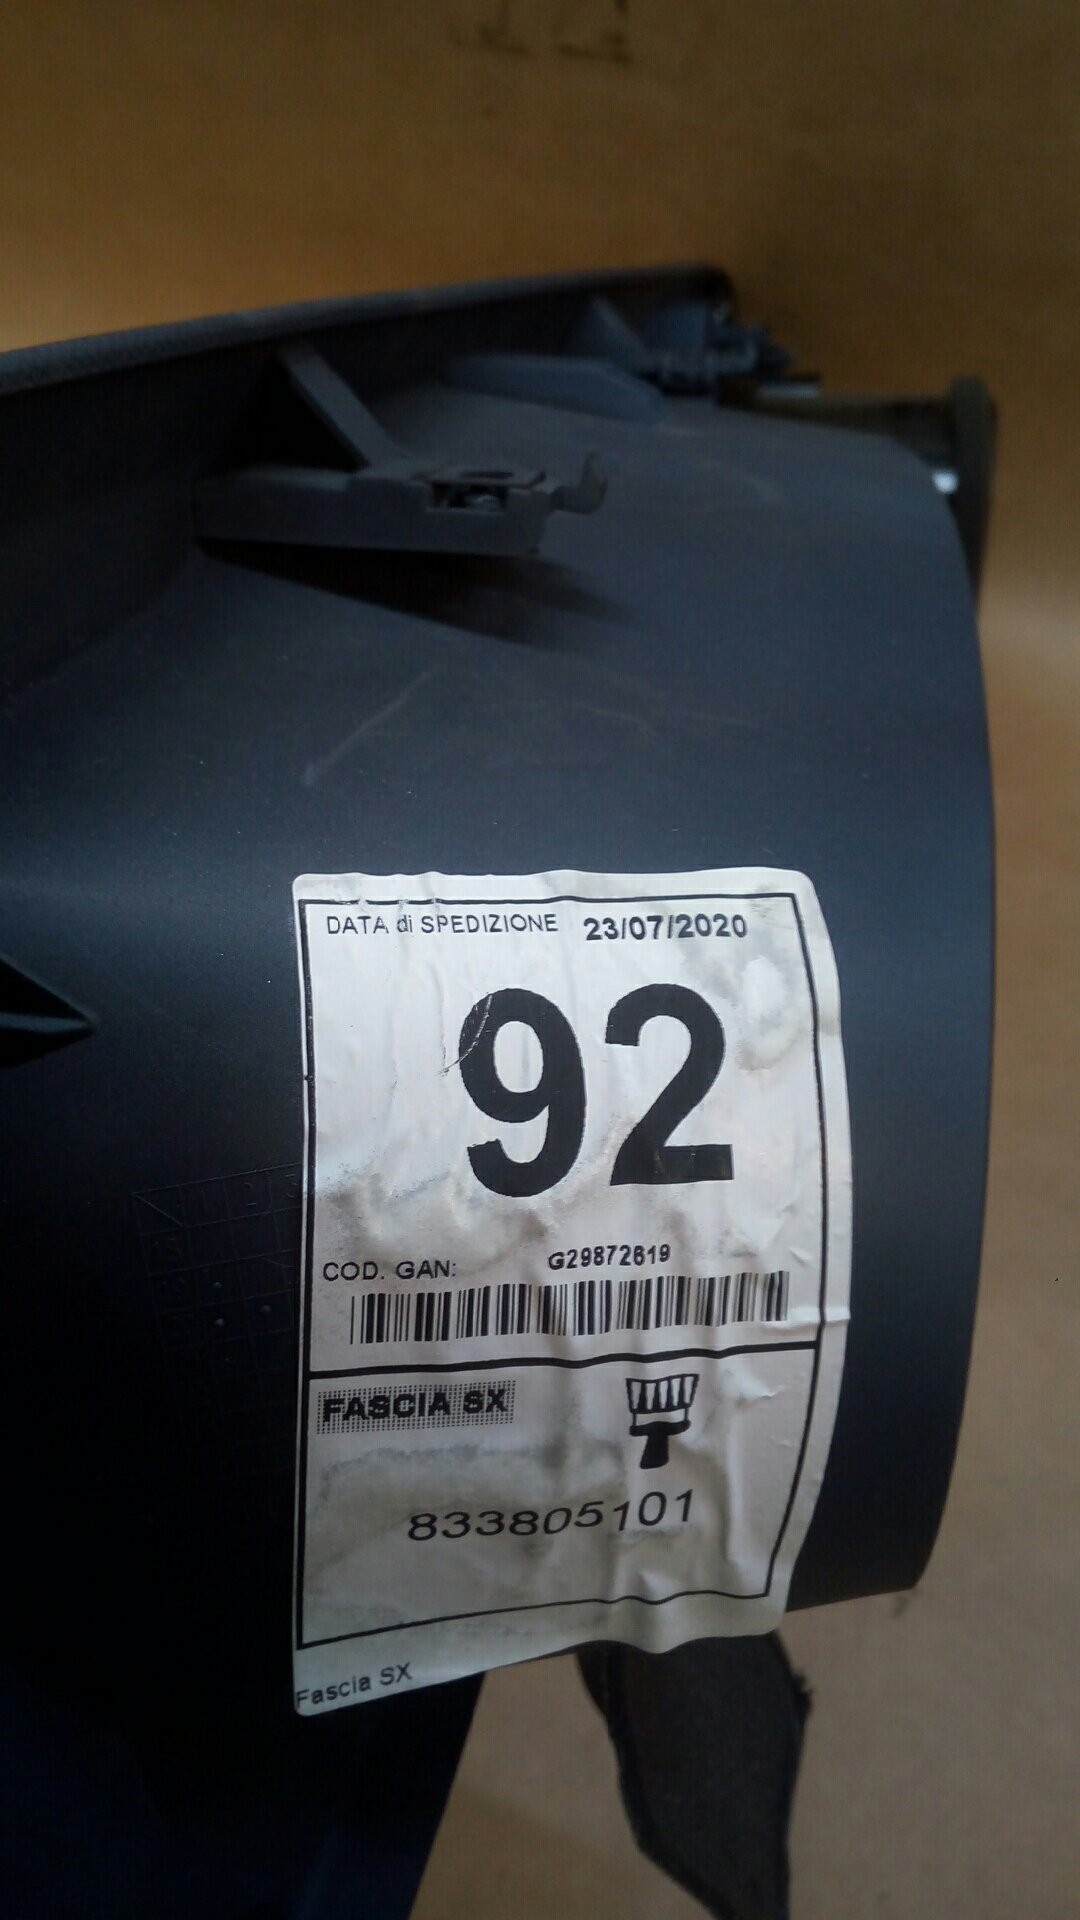 DATA di SPEDIZIONE 23/07/2020
92
COD. GAN: G29872619
FASCIA SX
833805101
Fascia SX